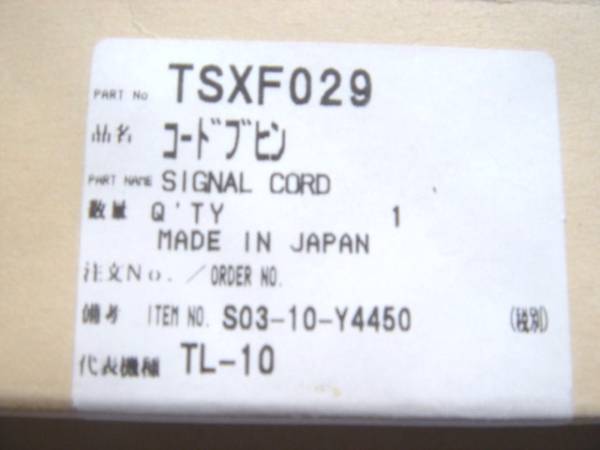 PART No TSXF029
品名 コードブヒン
PART NAME SIGNAL CORD
数量 Q'TY 1
MADE IN JAPAN
注文No. /ORDER NO.
備考 ITEM NO. S03-10-Y4450 (税別)
代表機種 TL-10